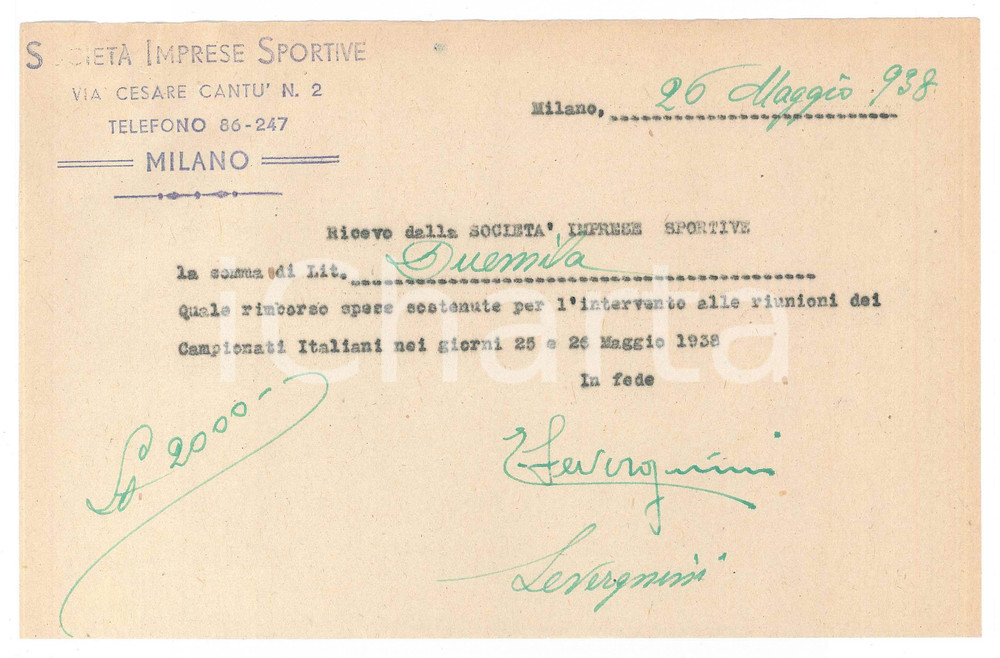 SOCIETÀ IMPRESE SPORTIVE
VIA CESARE CANTU' N. 2
TELEFONO 86-247
MILANO
Milano, 26 Maggio 938
Ricevo dalla SOCIETA' IMPRESE SPORTIVE
la somma di Lit. Duemila
Quale rimborso spese sostenute per l'intervento alle riunioni dei
Campionati Italiani nei giorni 25 e 26 Maggio 1938
In fede
2000-
Severgnini
Severgnini
iCharta